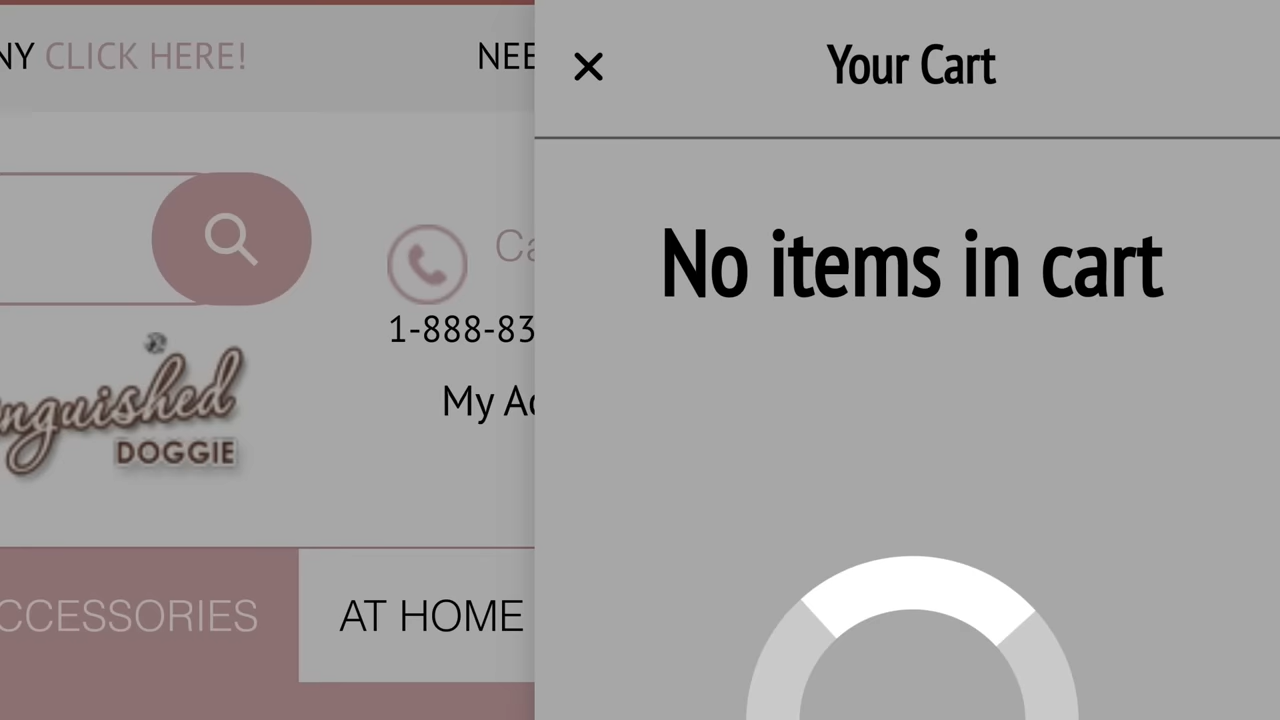 NY CLICK HERE!
NEE
Ca
1-888-83
My Ac
nguished
DOGGIE
CCESSORIES
AT HOME
× Your Cart
No items in cart